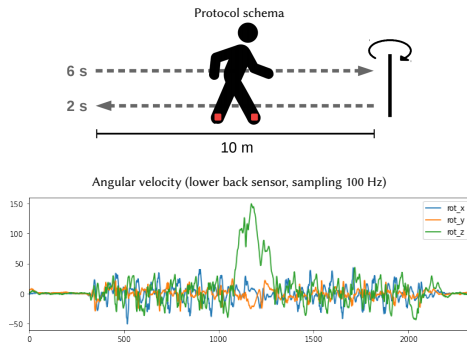 Protocol schema
6 s
2 s
10 m
Angular velocity (lower back sensor, sampling 100 Hz)
150
100
50
0
−50
rot_x
rot_y
rot_z
0
500
1000
1500
2000